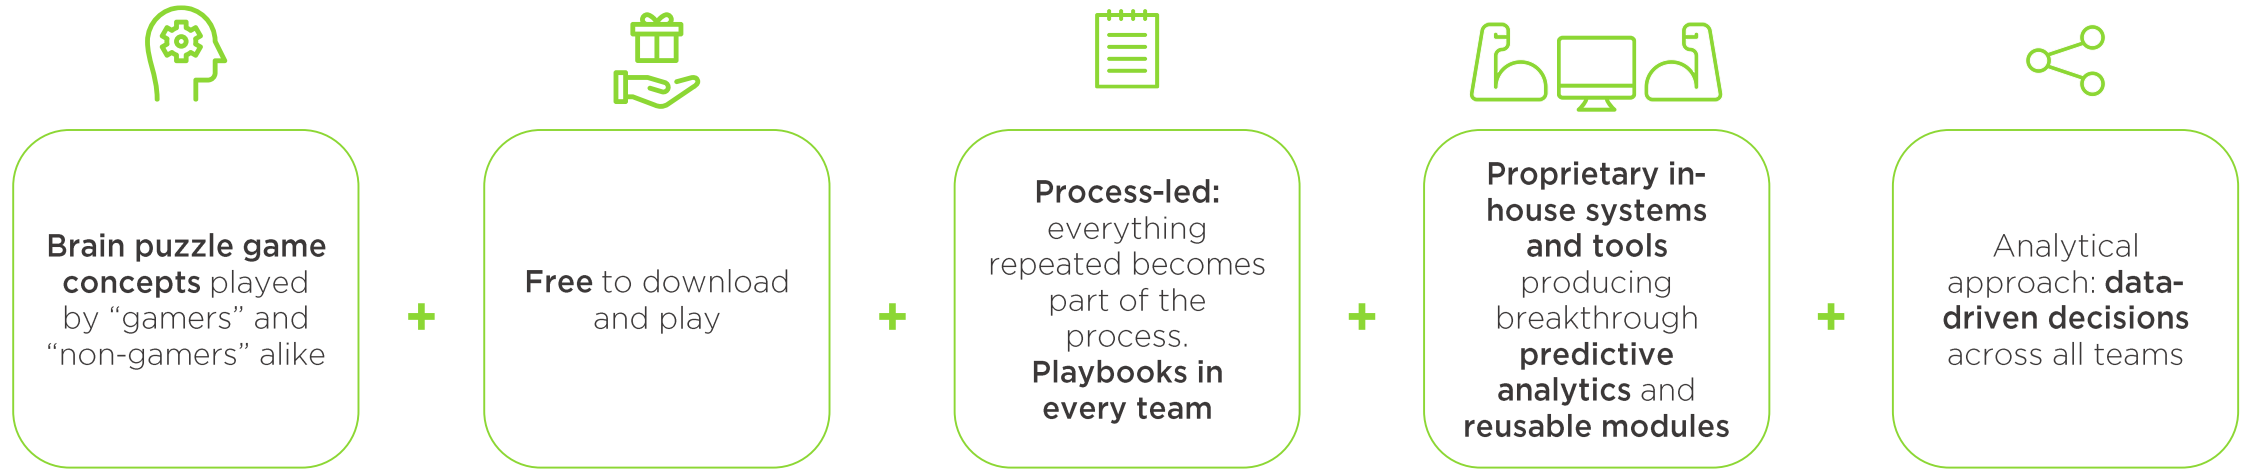 Brain puzzle game
concepts played
by “gamers” and
“non-gamers” alike
+
Free to download
and play
+
Process-led:
everything
repeated becomes
part of the
process.
Playbooks in
every team
+
Proprietary in-
house systems
and tools
producing
breakthrough
predictive
analytics and
reusable modules
+
Analytical
approach: data-
driven decisions
across all teams